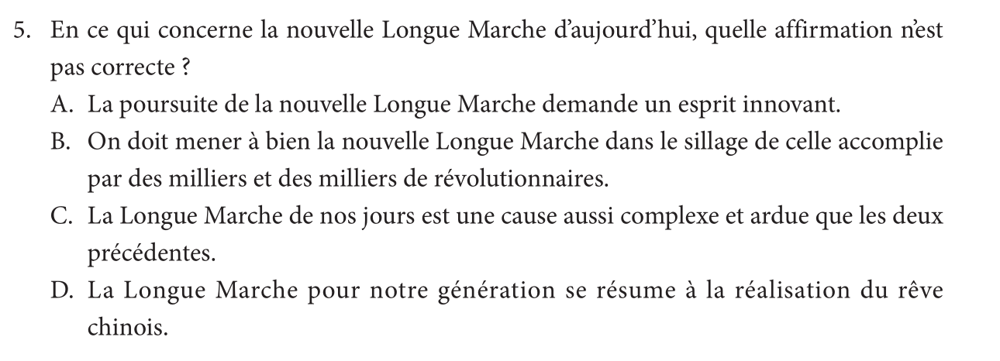 5. En ce qui concerne la nouvelle Longue Marche d’aujourd’hui, quelle affirmation n’est
pas correcte ?
A. La poursuite de la nouvelle Longue Marche demande un esprit innovant.
B. On doit mener à bien la nouvelle Longue Marche dans le sillage de celle accomplie
par des milliers et des milliers de révolutionnaires.
C. La Longue Marche de nos jours est une cause aussi complexe et ardue que les deux
précédentes.
D. La Longue Marche pour notre génération se résume à la réalisation du rêve
chinois.